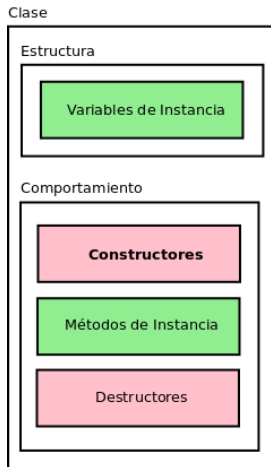 Clase
Estructura
Variables de Instancia
Comportamiento
Constructores
Métodos de Instancia
Destructores